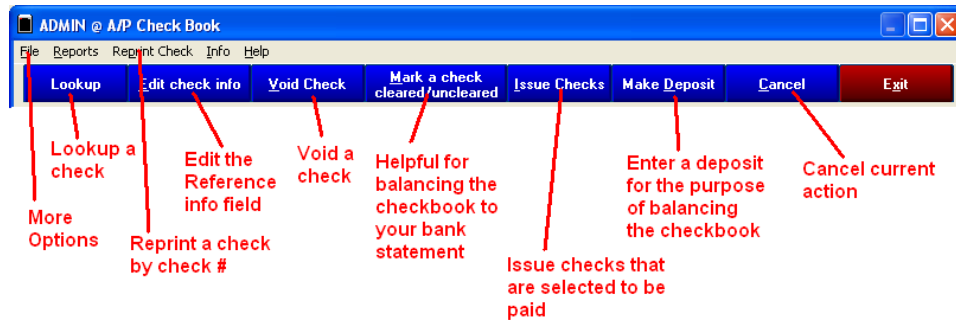 ADMIN @ A/P Check Book
File Reports Reprint Check Info Help
Lookup
Edit check info
Void Check
Mark a check
cleared/uncleared
Issue Checks
Make Deposit
Cancel
Exit
Lookup a
check
Edit the
Reference
info field
Void a
check
Helpful for
balancing the
checkbook to
your bank
statement
Enter a deposit
for the purpose
of balancing
the checkbook
Cancel current
action
More
Options
Reprint a check
by check #
Issue checks that
are selected to be
paid